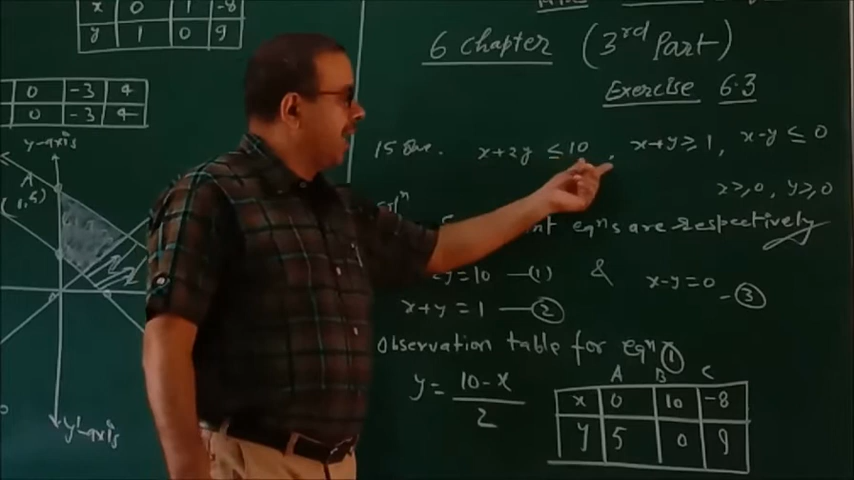 x 0 1 -8
y 1 0 9
0 -3 4
0 -3 4
y-axis
A
y'-axis
6 Chapter (3rd Part)
Exercise 6.3
15 Que. x+2y ≤ 10, x+y ≥ 1, x-y ≤ 0
x ≥ 0, y ≥ 0
eqns are respectively
2y = 10 —(1) & x-y = 0 - (3)
x+y = 1 — (2)
Observation table for eqn (1)
A B C
y = 10-x / 2
x 0 10 -8
y 5 0 9